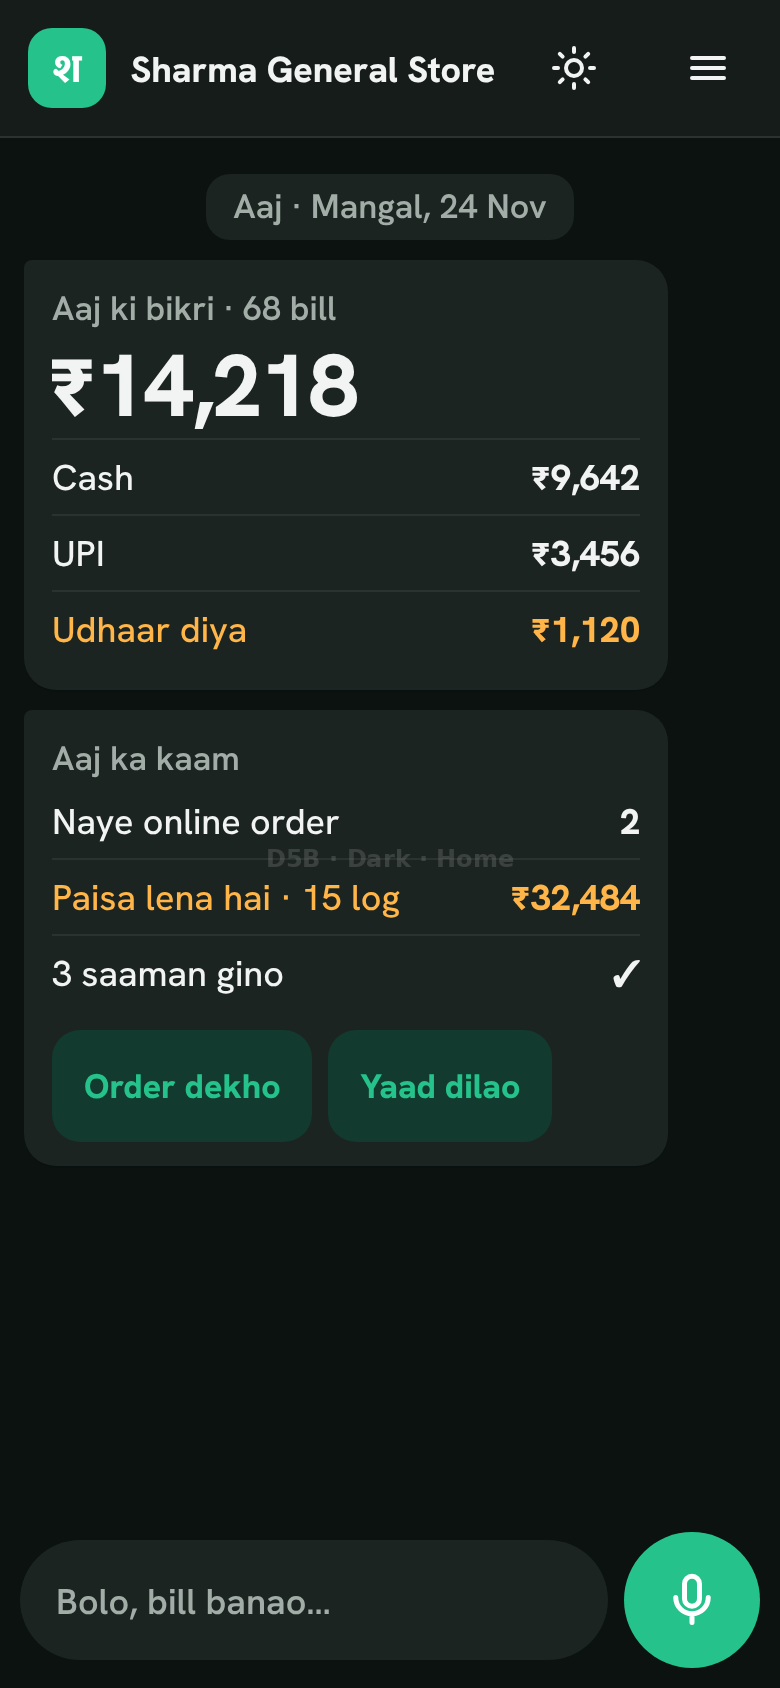 श
Sharma General Store
Aaj · Mangal, 24 Nov
Aaj ki bikri · 68 bill
₹14,218
Cash ₹9,642
UPI ₹3,456
Udhaar diya ₹1,120
Aaj ka kaam
Naye online order 2
D5B · Dark · Home
Paisa lena hai · 15 log ₹32,484
3 saaman gino ✓
Order dekho Yaad dilao
Bolo, bill banao...